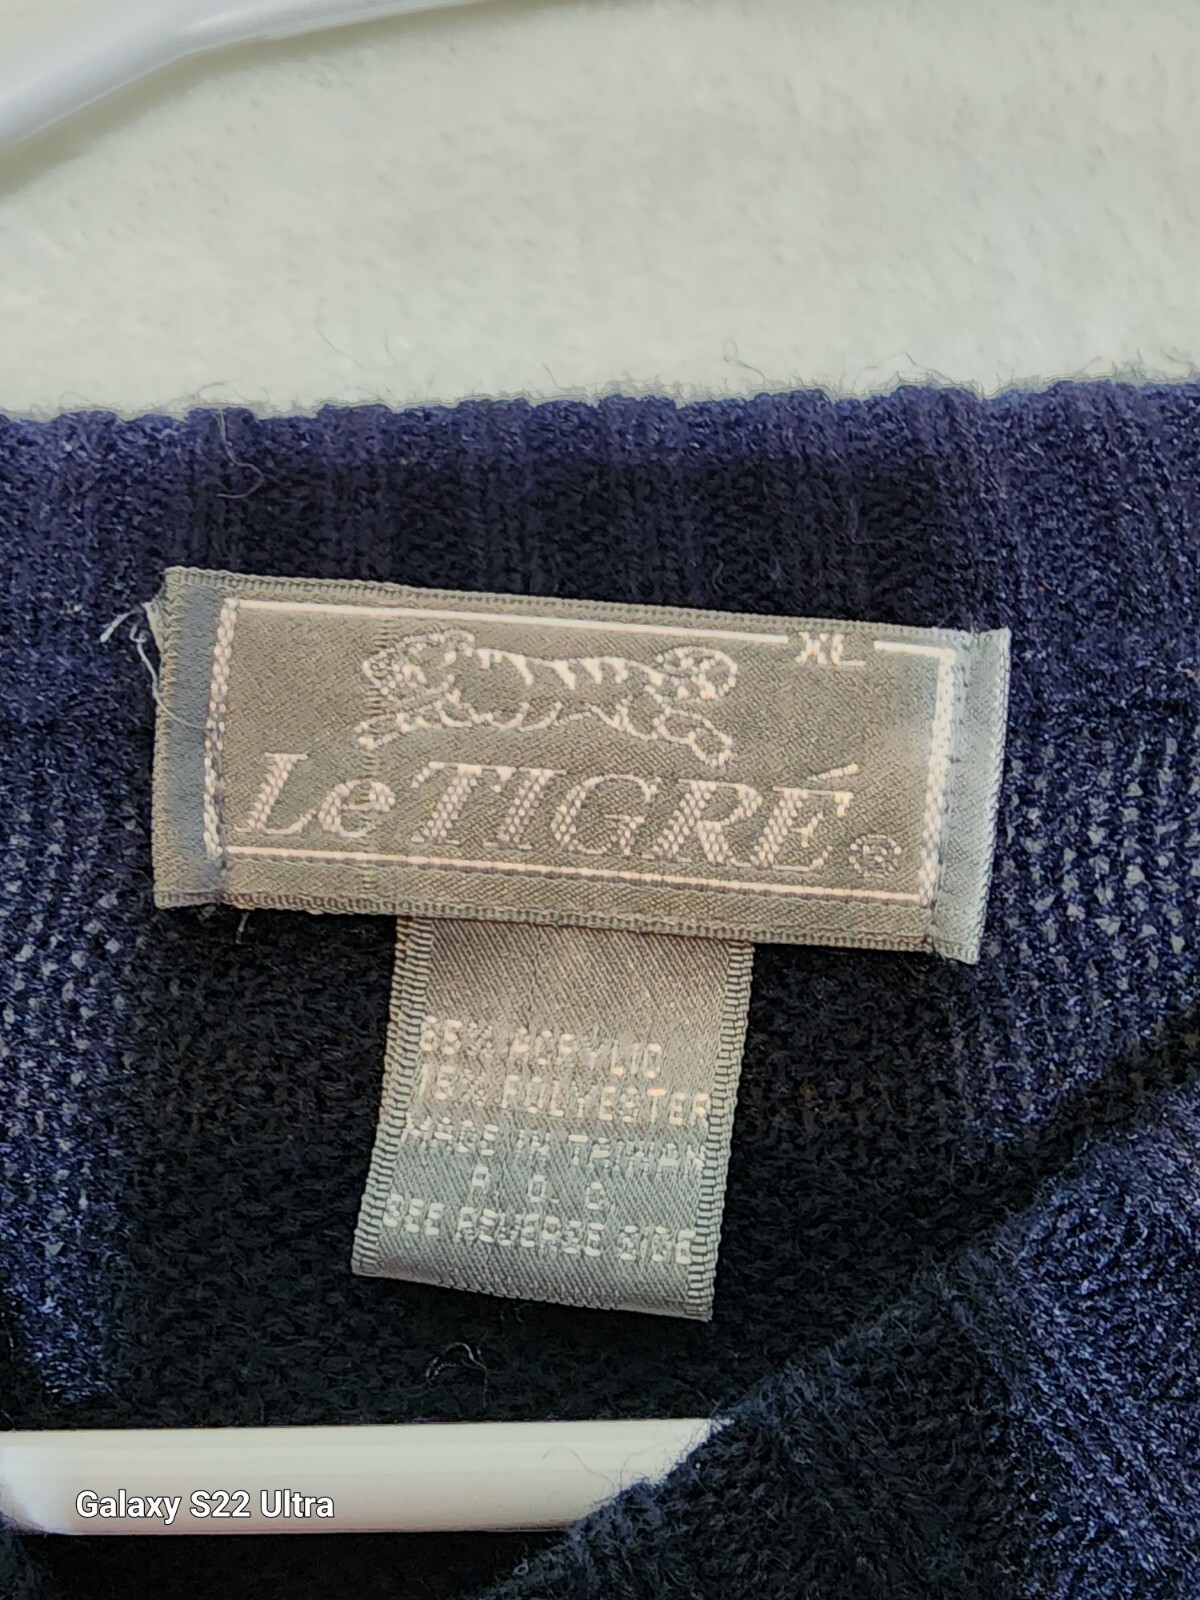 XL
Le TIGRÉ ®
85% ACRYLIC
15% POLYESTER
MADE IN TAIWAN
R. O. C.
SEE REVERSE SIDE
Galaxy S22 Ultra